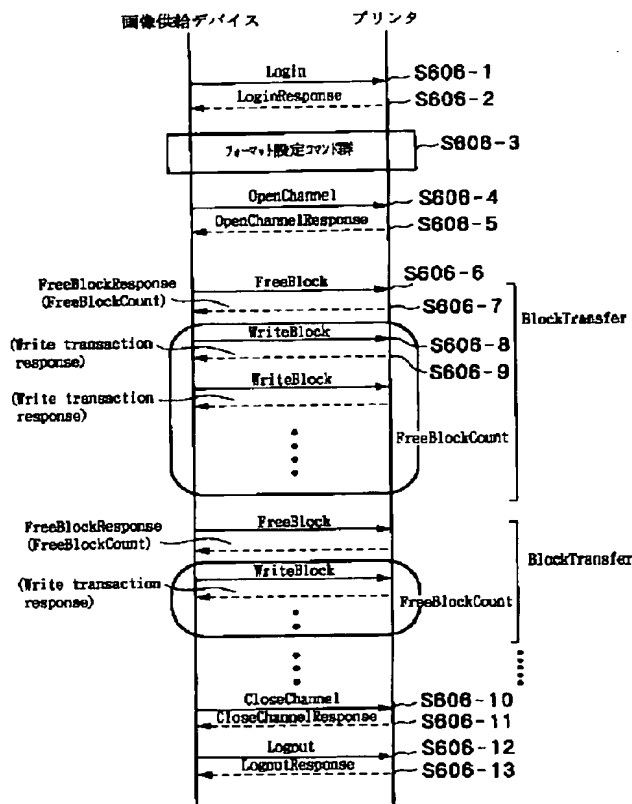 画像供給デバイス プリンタ
Login S606-1
LoginResponse S606-2
フォーマット設定コマンド群 S606-3
OpenChannel S606-4
OpenChannelResponse S606-5
S606-6
FreeBlockResponse FreeBlock
(FreeBlockCount) S606-7
BlockTransfer
WriteBlock S606-8
(Write transaction
response) S606-9
WriteBlock
(Write transaction
response)
FreeBlockCount
FreeBlockResponse FreeBlock
(FreeBlockCount)
BlockTransfer
WriteBlock
(Write transaction
response) FreeBlockCount
CloseChannel S606-10
CloseChannelResponse S606-11
Logout S606-12
LogoutResponse S606-13